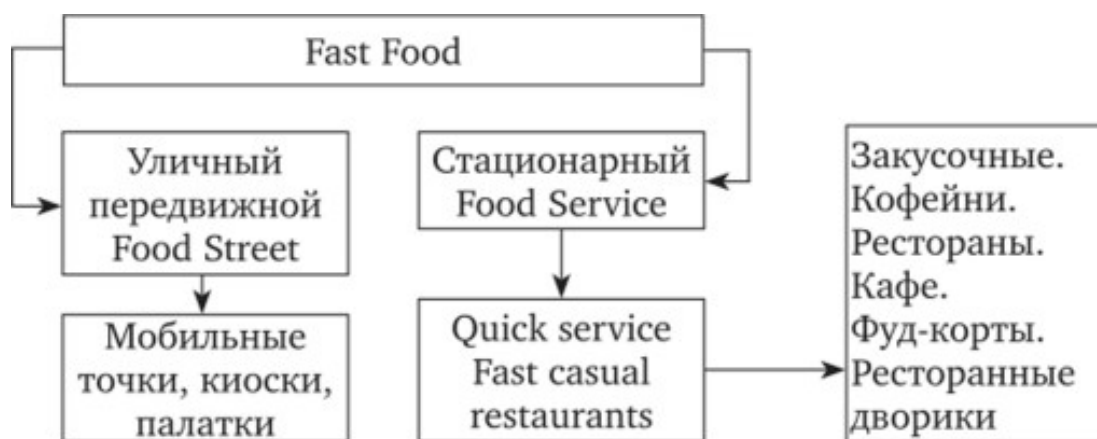 Fast Food
Уличный
передвижной
Food Street
Стационарный
Food Service
Мобильные
точки, киоски,
палатки
Quick service
Fast casual
restaurants
Закусочные.
Кофейни.
Рестораны.
Кафе.
Фуд-корты.
Ресторанные
дворики